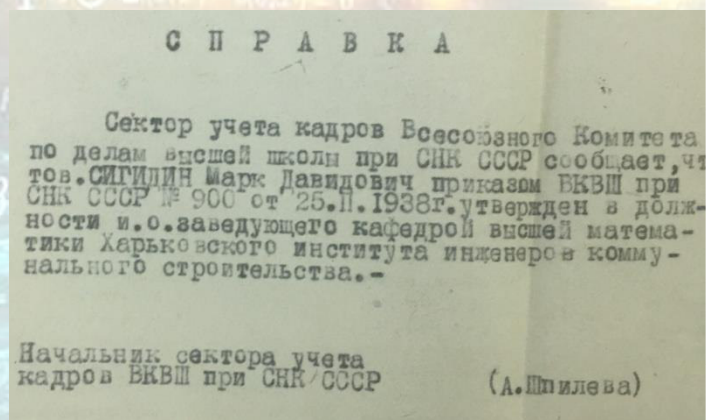 С П Р А В К А
Сектор учета кадров Всесоюзного Комитета
по делам высшей школы при СНК СССР сообщает,чт
тов.СИГИДИН Марк Давидович приказом ВКВШ при
СНК СССР № 900 от 25.II.1938г.утвержден в долж-
ности и.о.заведующего кафедрой высшей матема-
тики Харьковского института инженеров комму-
нального строительства.-
Начальник сектора учета
кадров ВКВШ при СНК СССР (А.Шпилева)